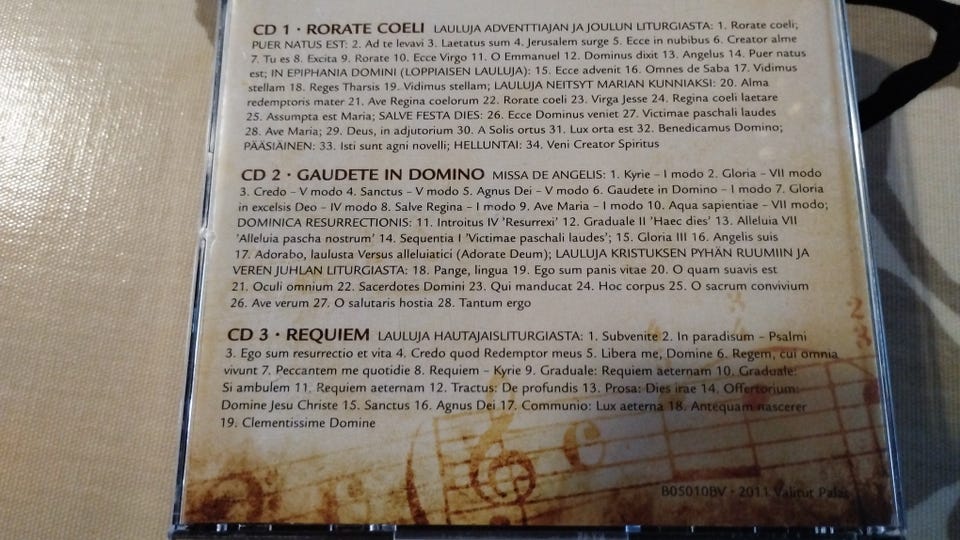 CD 1 · RORATE COELI LAULUJA ADVENTTIAJAN JA JOULUN LITURGIASTA: 1. Rorate coeli;
PUER NATUS EST: 2. Ad te levavi 3. Laetatus sum 4. Jerusalem surge 5. Ecce in nubibus 6. Creator alme
7. Tu es 8. Excita 9. Rorate 10. Ecce Virgo 11. O Emmanuel 12. Dominus dixit 13. Angelus 14. Puer natus
est; IN EPIPHANIA DOMINI (LOPPIAISEN LAULUJA): 15. Ecce advenit 16. Omnes de Saba 17. Vidimus
stellam 18. Reges Tharsis 19. Vidimus stellam; LAULUJA NEITSYT MARIAN KUNNIAKSI: 20. Alma
redemptoris mater 21. Ave Regina coelorum 22. Rorate coeli 23. Virga Jesse 24. Regina coeli laetare
25. Assumpta est Maria; SALVE FESTA DIES: 26. Ecce Dominus veniet 27. Victimae paschali laudes
28. Ave Maria; 29. Deus, in adjutorium 30. A Solis ortus 31. Lux orta est 32. Benedicamus Domino;
PÄÄSIÄINEN: 33. Isti sunt agni novelli; HELLUNTAI: 34. Veni Creator Spiritus
CD 2 · GAUDETE IN DOMINO MISSA DE ANGELIS: 1. Kyrie – I modo 2. Gloria – VII modo
3. Credo – V modo 4. Sanctus – V modo 5. Agnus Dei – V modo 6. Gaudete in Domino – I modo 7. Gloria
in excelsis Deo – IV modo 8. Salve Regina – I modo 9. Ave Maria – I modo 10. Aqua sapientiae – VII modo;
DOMINICA RESURRECTIONIS: 11. Introitus IV 'Resurrexi' 12. Graduale II 'Haec dies' 13. Alleluia VII
'Alleluia pascha nostrum' 14. Sequentia I 'Victimae paschali laudes'; 15. Gloria III 16. Angelis suis
17. Adorabo, laulusta Versus alleluiatici (Adorate Deum); LAULUJA KRISTUKSEN PYHÄN RUUMIIN JA
VEREN JUHLAN LITURGIASTA: 18. Pange, lingua 19. Ego sum panis vitae 20. O quam suavis est
21. Oculi omnium 22. Sacerdotes Domini 23. Qui manducat 24. Hoc corpus 25. O sacrum convivium
26. Ave verum 27. O salutaris hostia 28. Tantum ergo
CD 3 · REQUIEM LAULUJA HAUTAJAISLITURGIASTA: 1. Subvenite 2. In paradisum – Psalmi
3. Ego sum resurrectio et vita 4. Credo quod Redemptor meus 5. Libera me, Domine 6. Regem, cui omnia
vivunt 7. Peccantem me quotidie 8. Requiem – Kyrie 9. Graduale: Requiem aeternam 10. Graduale:
Si ambulem 11. Requiem aeternam 12. Tractus: De profundis 13. Prosa: Dies irae 14. Offertorium:
Domine Jesu Christe 15. Sanctus 16. Agnus Dei 17. Communio: Lux aeterna 18. Antequam nascerer
19. Clementissime Domine
B05010BV · 2011 Valitut Palat